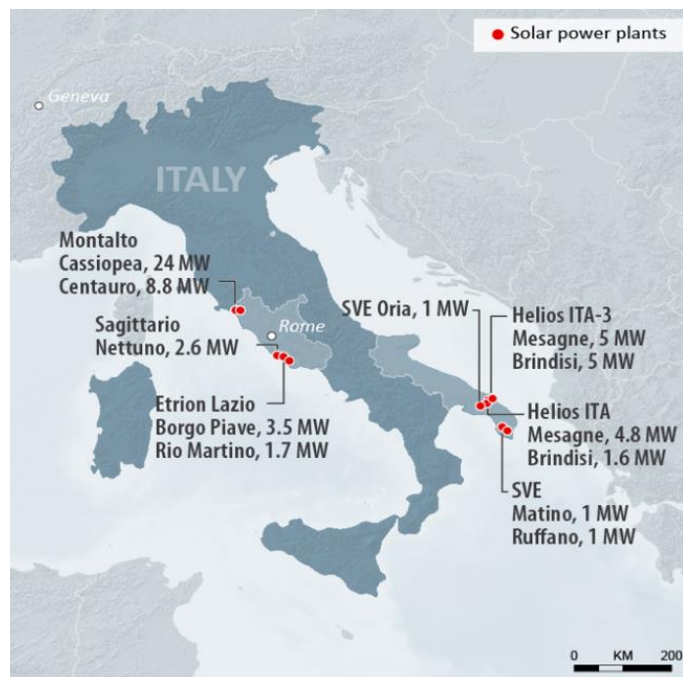 Solar power plants
Geneva
ITALY
Montalto
Cassiopea, 24 MW
Centauro, 8.8 MW
SVE Oria, 1 MW
Helios ITA-3
Mesagne, 5 MW
Brindisi, 5 MW
Sagittario
Nettuno, 2.6 MW
Rome
Etrion Lazio
Borgo Piave, 3.5 MW
Rio Martino, 1.7 MW
Helios ITA
Mesagne, 4.8 MW
Brindisi, 1.6 MW
SVE
Matino, 1 MW
Ruffano, 1 MW
0 KM 200